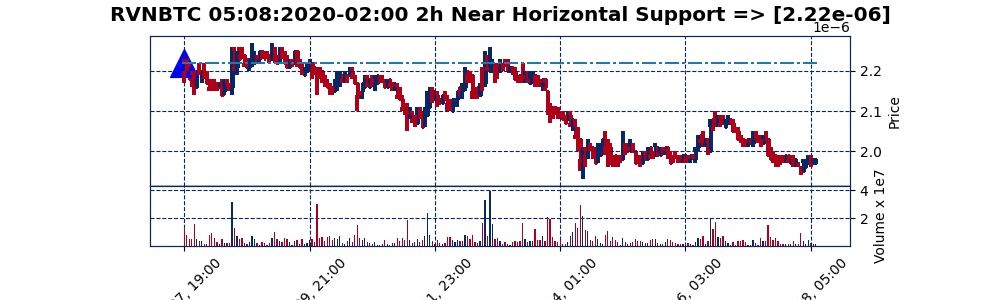 RVNBTC 05:08:2020-02:00 2h Near Horizontal Support => [2.22e-06]
1e−6
2.2
2.1
2.0
Price
4
2
Volume x 1e7
7, 19:00
9, 21:00
1, 23:00
4, 01:00
6, 03:00
8, 05:00